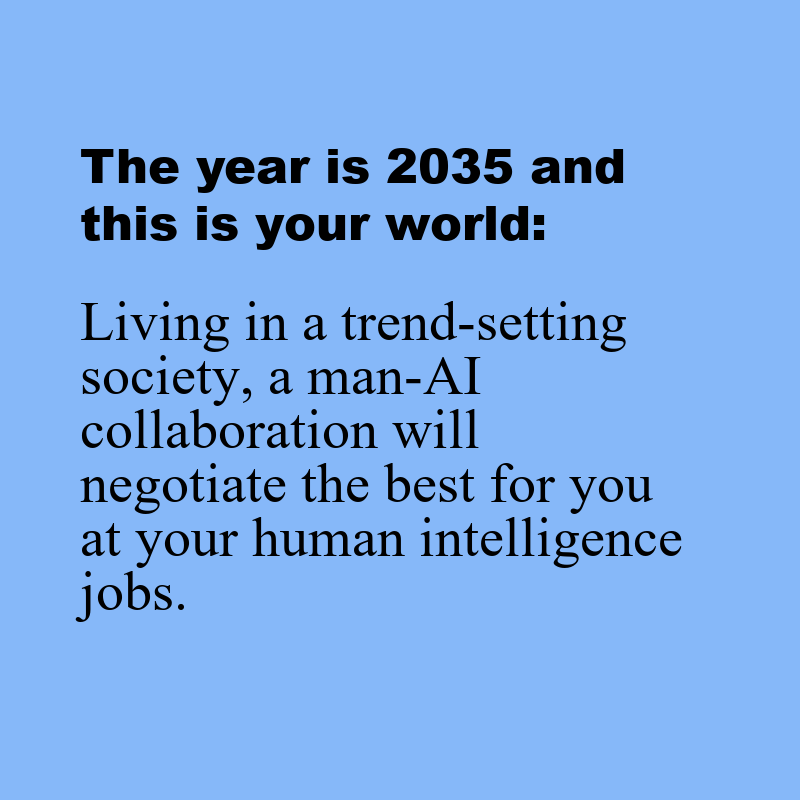 The year is 2035 and
this is your world:
Living in a trend-setting
society, a man-AI
collaboration will
negotiate the best for you
at your human intelligence
jobs.